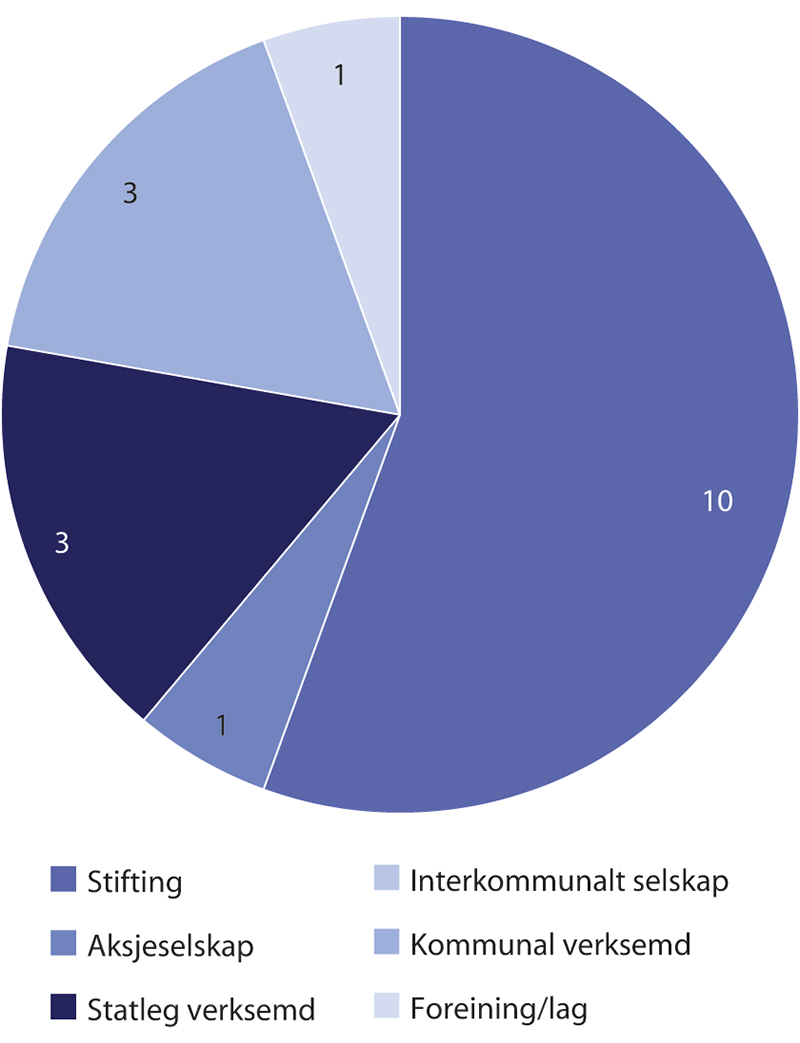 1
3
10
3
1
Stifting
Interkommunalt selskap
Aksjeselskap
Kommunal verksemd
Statleg verksemd
Foreining/lag